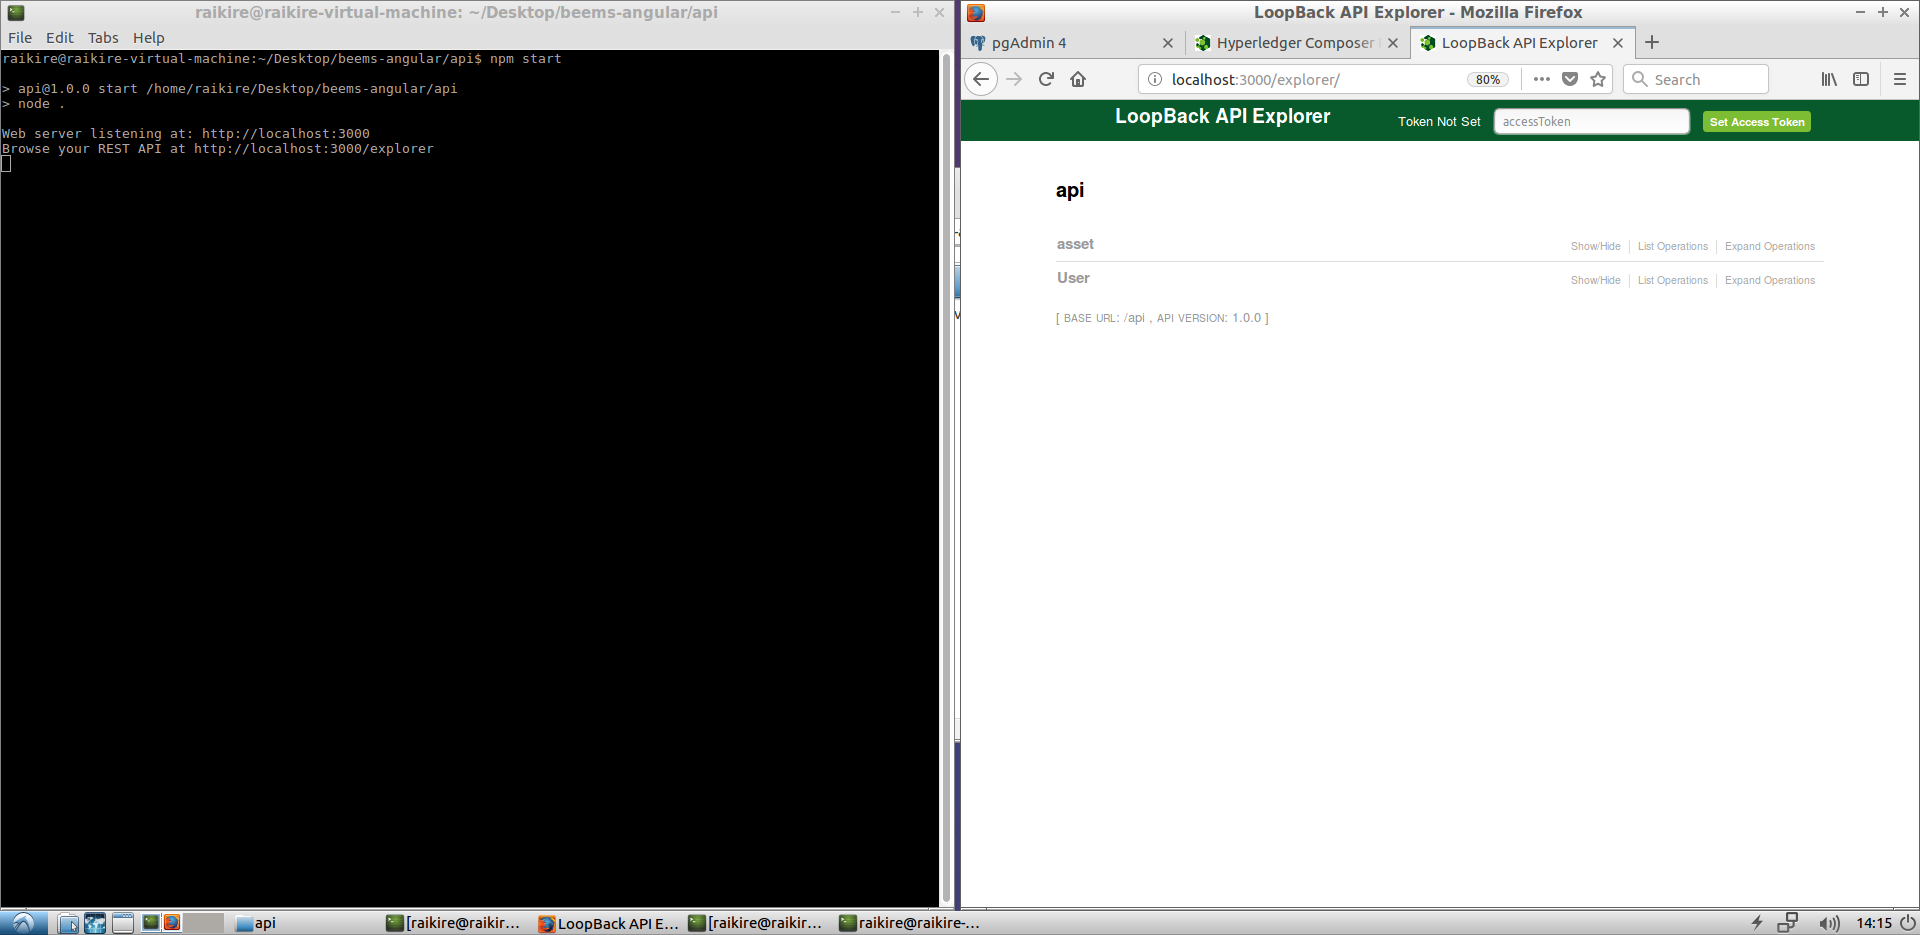 raikire@raikire-virtual-machine: ~/Desktop/beems-angular/api
File Edit Tabs Help
raikire@raikire-virtual-machine:~/Desktop/beems-angular/api$ npm start
> api@1.0.0 start /home/raikire/Desktop/beems-angular/api
> node .
Web server listening at: http://localhost:3000
Browse your REST API at http://localhost:3000/explorer
LoopBack API Explorer - Mozilla Firefox
pgAdmin 4
Hyperledger Composer
LoopBack API Explorer
localhost:3000/explorer/
80%
Search
LoopBack API Explorer
Token Not Set
accessToken
Set Access Token
api
asset
Show/Hide
List Operations
Expand Operations
User
Show/Hide
List Operations
Expand Operations
[ BASE URL: /api , API VERSION: 1.0.0 ]
api
[raikire@raikir...
LoopBack API E...
[raikire@raikir...
raikire@raikire-...
14:15